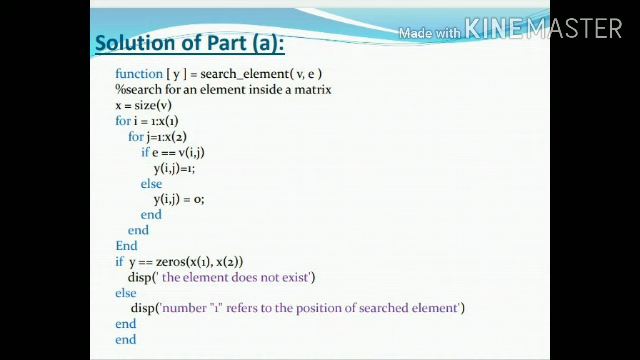 Made with KINEMASTER
Solution of Part (a):
function [ y ] = search_element( v, e )
%search for an element inside a matrix
x = size(v)
for i = 1:x(1)
for j=1:x(2)
if e == v(i,j)
y(i,j)=1;
else
y(i,j) = 0;
end
end
End
if y == zeros(x(1), x(2))
disp(' the element does not exist')
else
disp('number "1" refers to the position of searched element')
end
end